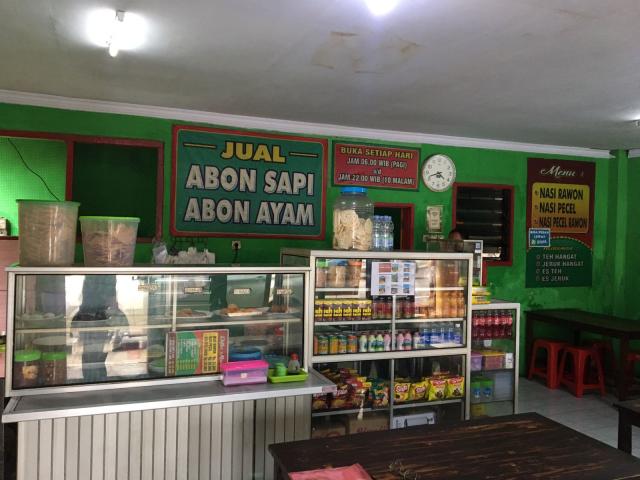 JUAL
ABON SAPI
ABON AYAM
BUKA SETIAP HARI
JAM 06.00 WIB (PAGI)
s/d
JAM 22.00 WIB (10 MALAM)
Menu
NASI RAWON
NASI PECEL
NASI PECEL RAWON
TEH HANGAT
JERUK HANGAT
ES TEH
ES JERUK